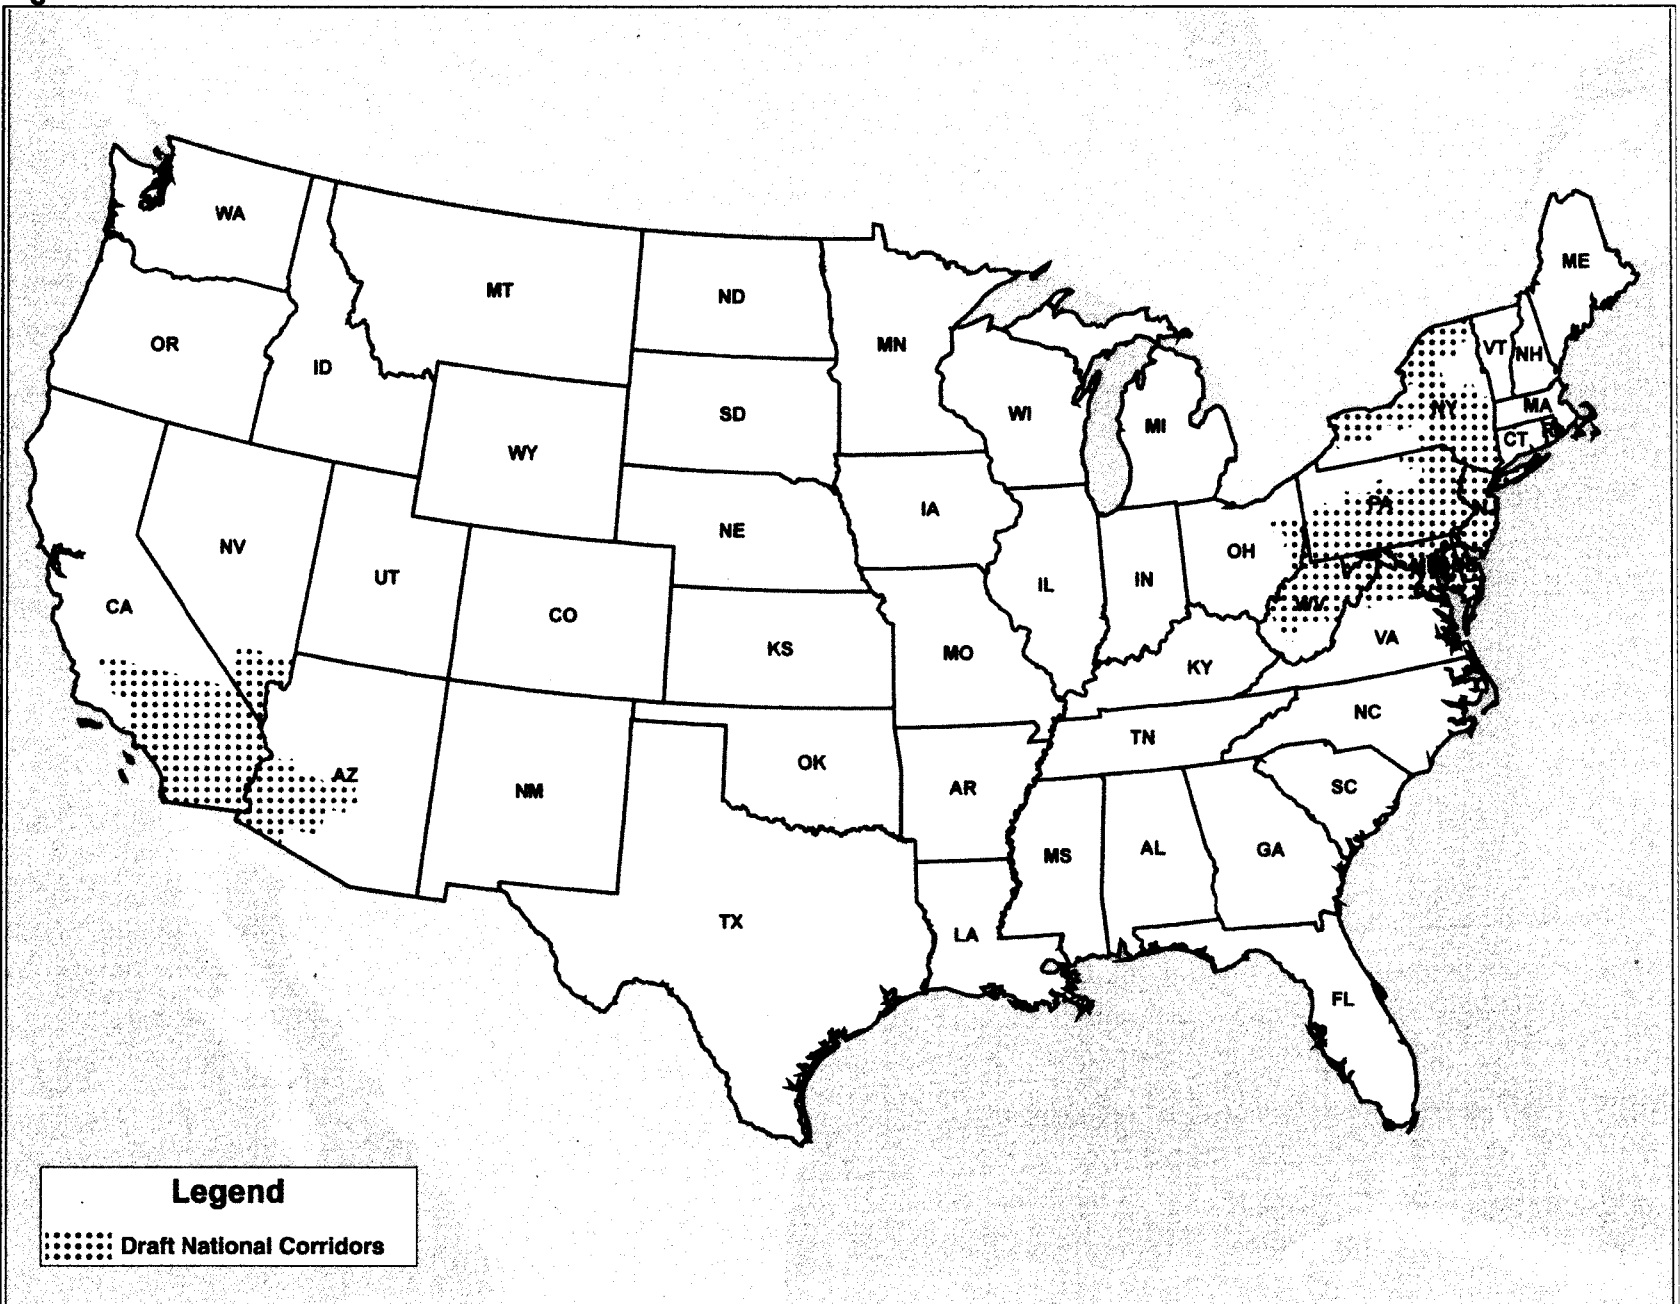 WA
ME
MT
ND
OR
MN
VT
NH
ID
SD
WI
NY
MA
MI
CT
WY
IA
PA
NE
NV
OH
UT
IL
IN
CA
CO
WV
VA
KS
MO
KY
NC
TN
OK
AZ
NM
AR
SC
MS
AL
GA
TX
LA
FL
Legend
Draft National Corridors